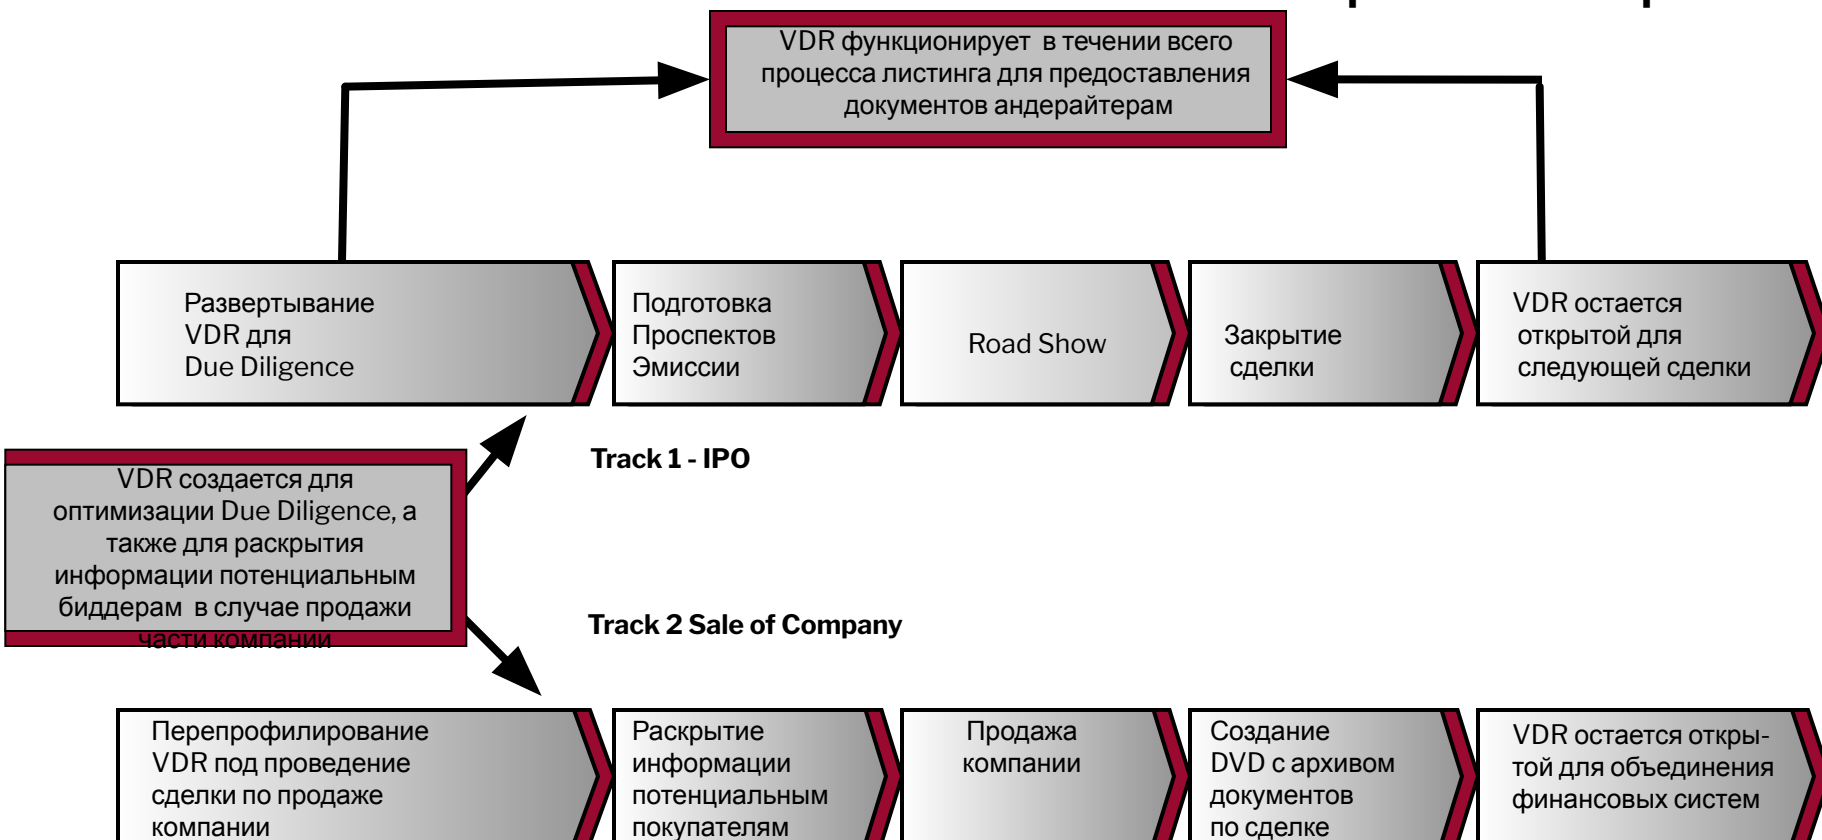 VDR функционирует в течении всего
процесса листинга для предоставления
документов андерайтерам
Развертывание
VDR для
Due Diligence
Подготовка
Проспектов
Эмиссии
Road Show
Закрытие
сделки
VDR остается
открытой для
следующей сделки
Track 1 - IPO
VDR создается для
оптимизации Due Diligence, а
также для раскрытия
информации потенциальным
биддерам в случае продажи
части компании
Track 2 Sale of Company
Перепрофилирование
VDR под проведение
сделки по продаже
компании
Раскрытие
информации
потенциальным
покупателям
Продажа
компании
Создание
DVD с архивом
документов
по сделке
VDR остается откры-
той для объединения
финансовых систем